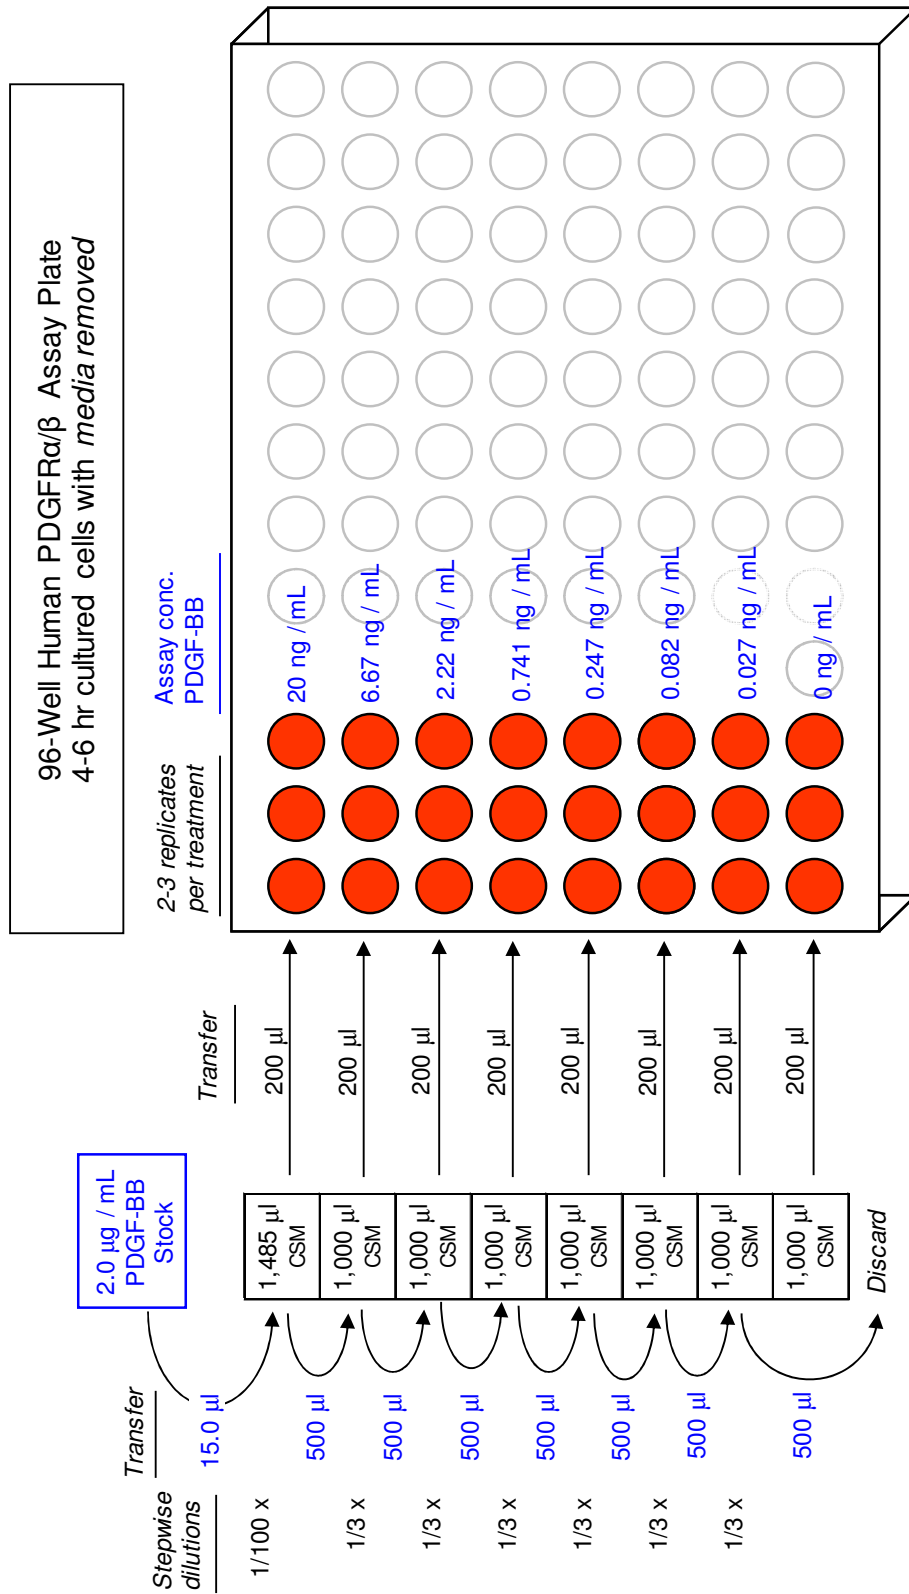 96-Well Human PDGFRα/β Assay Plate
4-6 hr cultured cells with media removed
Stepwise
dilutions
Transfer
2.0 µg / mL
PDGF-BB
Stock
Transfer
2-3 replicates
per treatment
Assay conc.
PDGF-BB
1/100 x
15.0 µl
1,485 µl
CSM
200 µl
20 ng / mL
1/3 x
500 µl
1,000 µl
CSM
200 µl
6.67 ng / mL
1/3 x
500 µl
1,000 µl
CSM
200 µl
2.22 ng / mL
1/3 x
500 µl
1,000 µl
CSM
200 µl
0.741 ng / mL
1/3 x
500 µl
1,000 µl
CSM
200 µl
0.247 ng / mL
1/3 x
500 µl
1,000 µl
CSM
200 µl
0.082 ng / mL
1/3 x
500 µl
1,000 µl
CSM
200 µl
0.027 ng / mL
500 µl
1,000 µl
CSM
200 µl
0 ng / mL
Discard